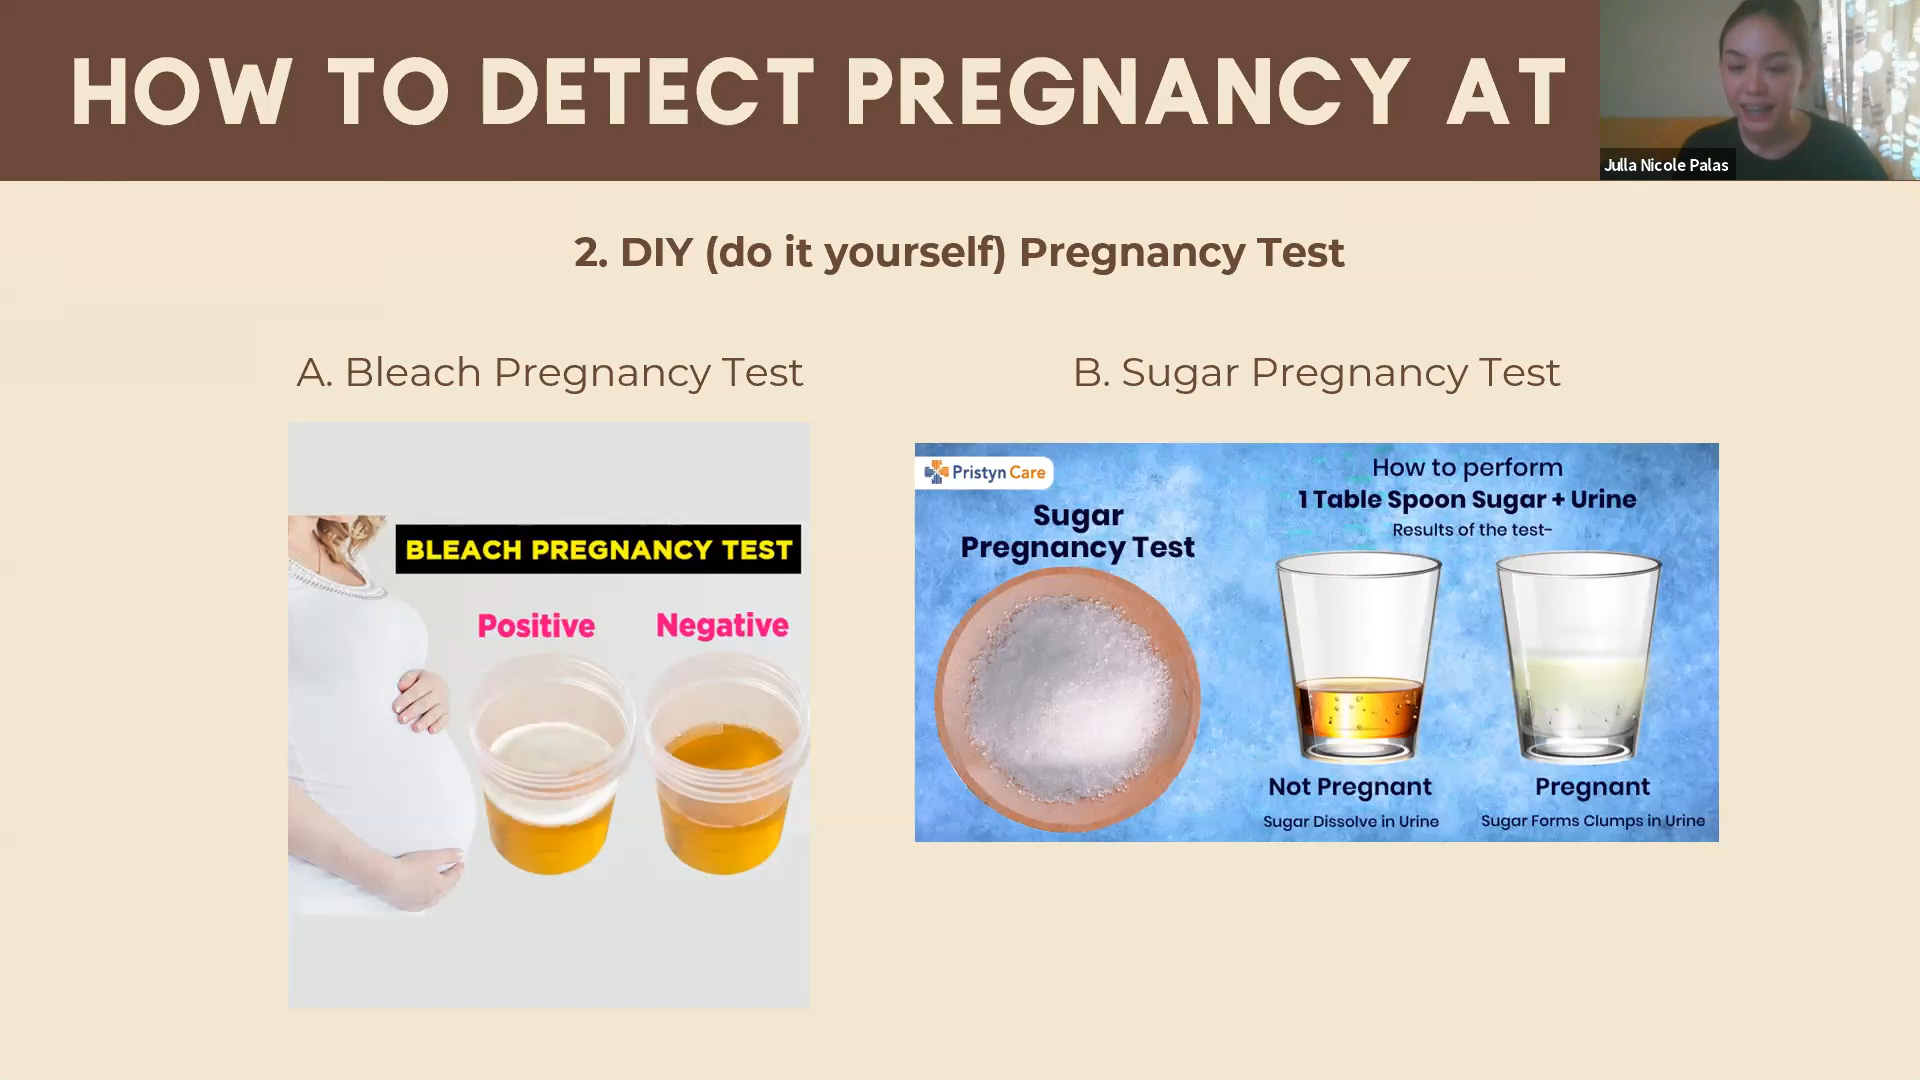 HOW TO DETECT PREGNANCY AT
Julla Nicole Palas
2. DIY (do it yourself) Pregnancy Test
A. Bleach Pregnancy Test
BLEACH PREGNANCY TEST
Positive
Negative
B. Sugar Pregnancy Test
Pristyn Care
Sugar
Pregnancy Test
How to perform
1 Table Spoon Sugar + Urine
Results of the test-
Not Pregnant
Sugar Dissolve in Urine
Pregnant
Sugar Forms Clumps in Urine